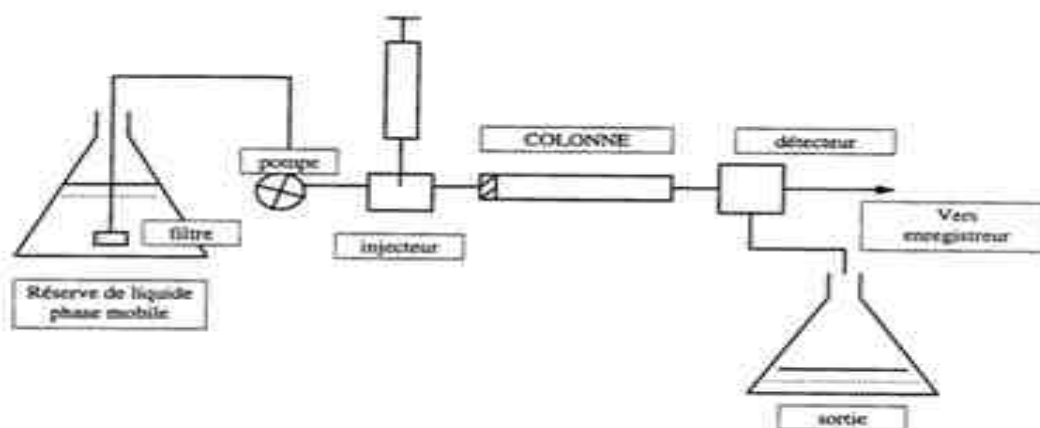 COLONNE
détecteur
pompe
filtre
injecteur
Vers
enregistreur
Réserve de liquide
phase mobile
sortie